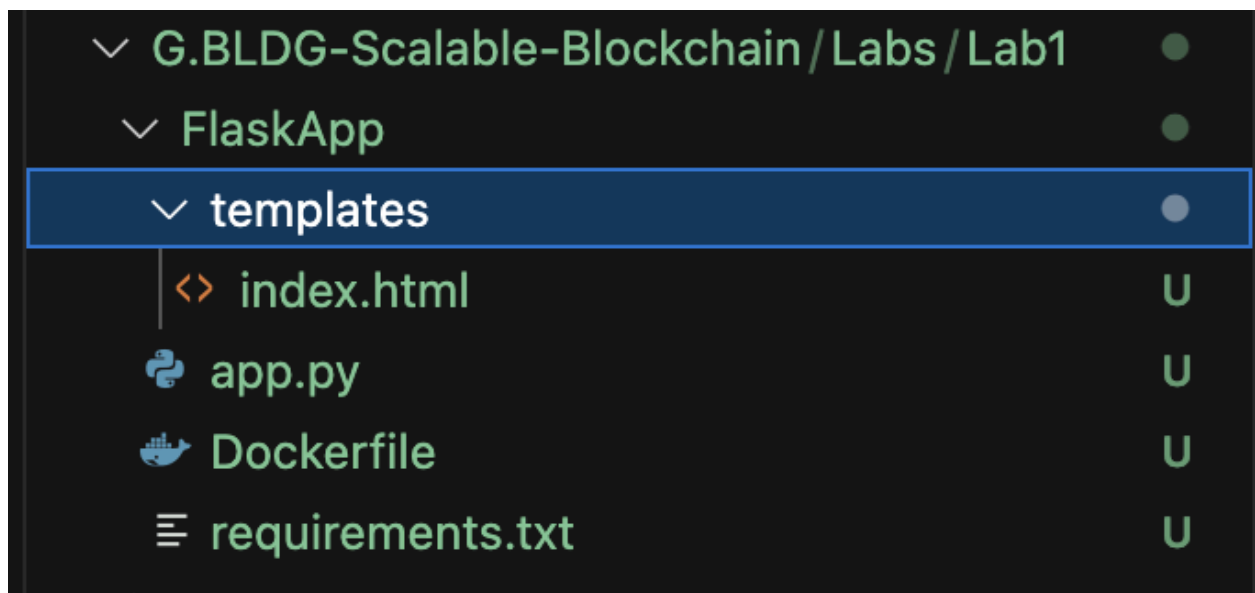 G.BLDG-Scalable-Blockchain/Labs/Lab1
FlaskApp
templates
index.html U
app.py U
Dockerfile U
requirements.txt U